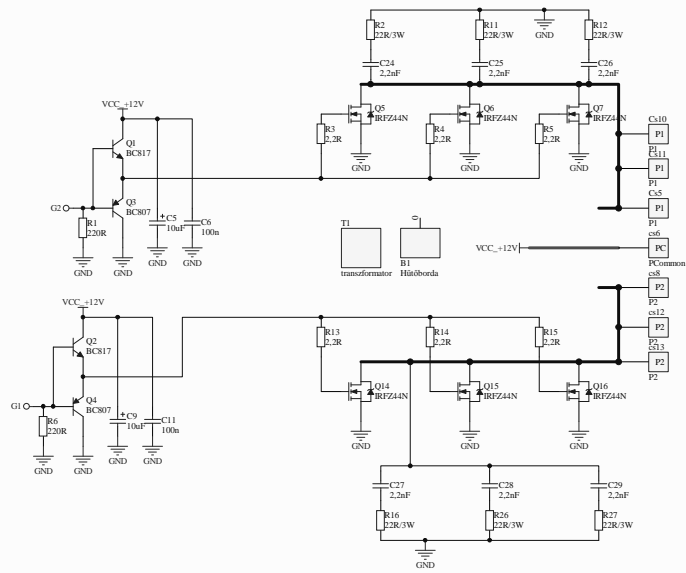 R2
22R/3W
R11
22R/3W
GND
R12
22R/3W
C24
2,2nF
C25
2,2nF
C26
2,2nF
VCC_+12V
Q5
IRFZ44N
Q6
IRFZ44N
Q7
IRFZ44N
R3
2,2R
R4
2,2R
R5
2,2R
GND
GND
GND
Q1
BC817
Q3
BC807
G2
R1
220R
C5
10uF
C6
100n
GND
GND
GND
GND
Cs10
P1
P1
Cs11
P1
P1
Cs5
P1
P1
T1
transzformator
0
B1
Hűtőborda
VCC_+12V
cs6
PC
PCommon
cs8
P2
P2
cs12
P2
P2
cs13
P2
P2
VCC_+12V
Q2
BC817
Q4
BC807
G1
R6
220R
C9
10uF
C11
100n
GND
GND
GND
GND
R13
2,2R
R14
2,2R
R15
2,2R
Q14
IRFZ44N
Q15
IRFZ44N
Q16
IRFZ44N
GND
GND
GND
C27
2,2nF
C28
2,2nF
C29
2,2nF
R16
22R/3W
R26
22R/3W
R27
22R/3W
GND